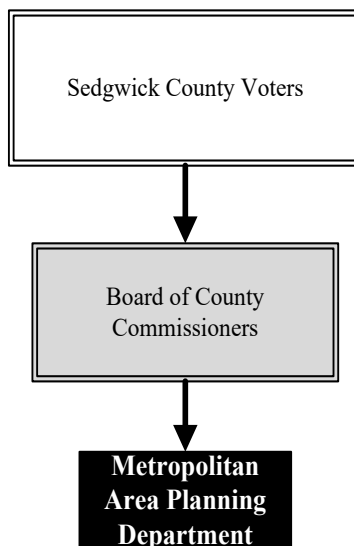 Sedgwick County Voters
Board of County
Commissioners
Metropolitan
Area Planning
Department